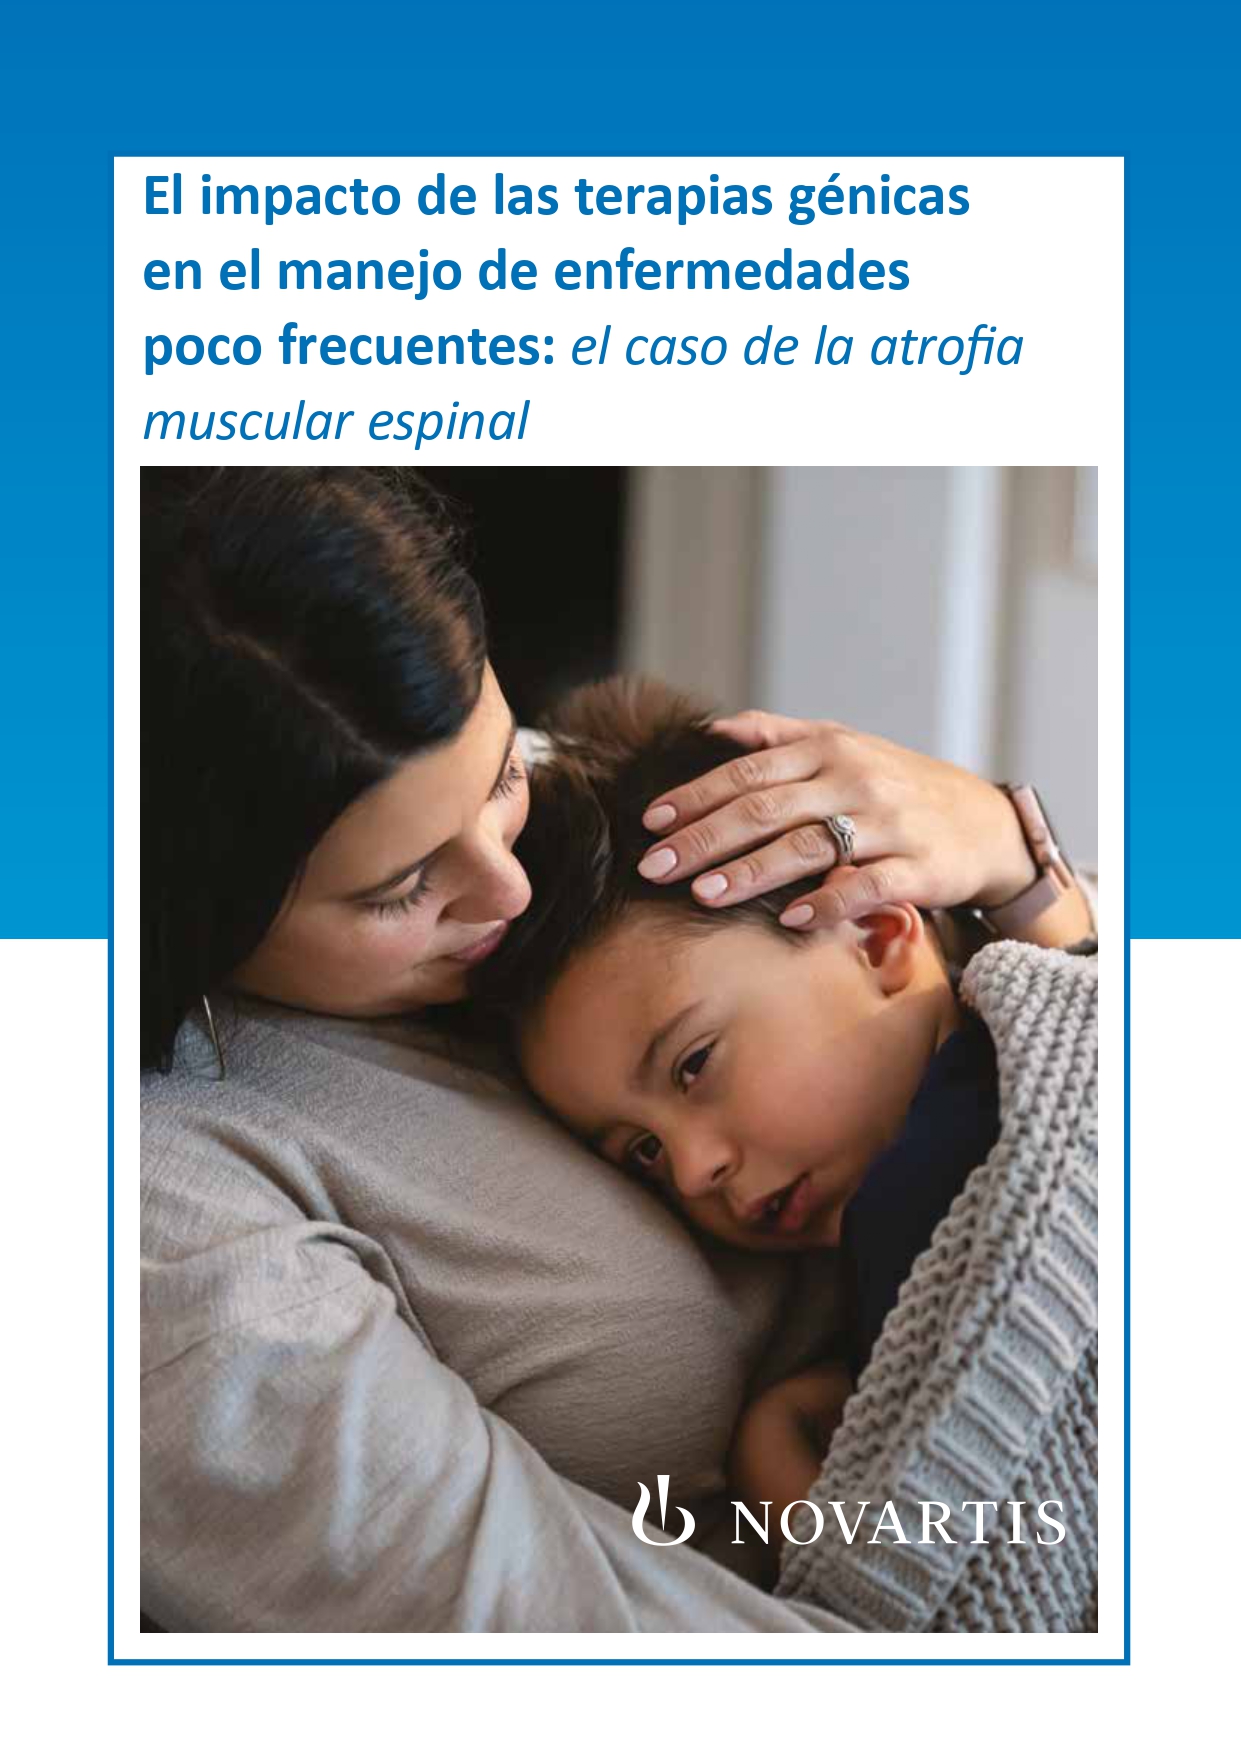 El impacto de las terapias génicas
en el manejo de enfermedades
poco frecuentes: el caso de la atrofia
muscular espinal
NOVARTIS